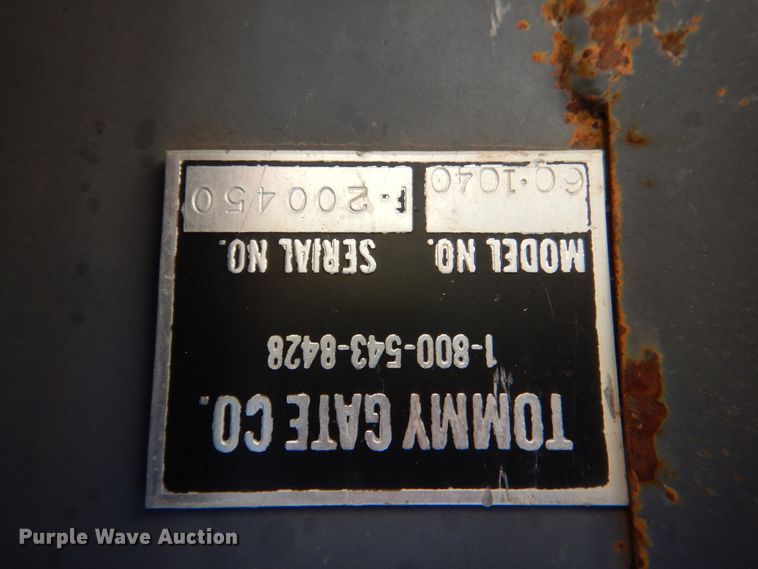 TOMMY GATE CO.
1-800-543-8428
MODEL NO. SERIAL NO.
60-1040 F-200450
Purple Wave Auction